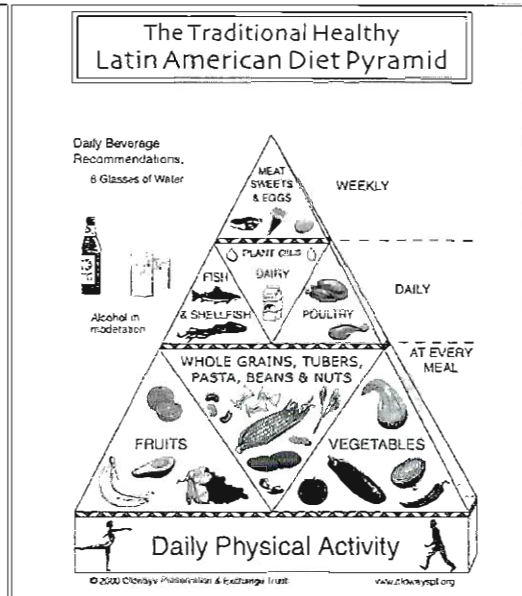 The Traditional Healthy
Latin American Diet Pyramid
Daily Beverage
Recommendations:
6 Glasses of Water
Alcohol in
moderation
MEAT
SWEETS
& EGGS
WEEKLY
PLANT OILS
FISH
& SHELLFISH
DAIRY
POULTRY
DAILY
AT EVERY
MEAL
WHOLE GRAINS, TUBERS,
PASTA, BEANS & NUTS
FRUITS
VEGETABLES
Daily Physical Activity
© 2000 Oldways Preservation & Exchange Trust
www.oldwayspt.org